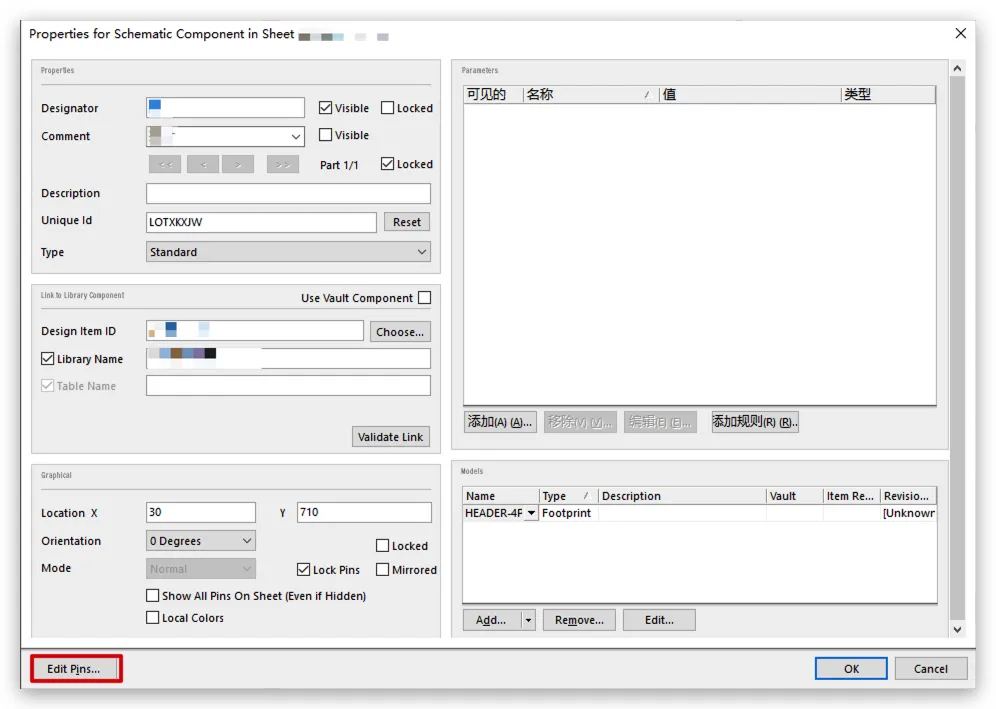 Properties for Schematic Component in Sheet
Properties
Designator
Visible
Locked
Comment
Visible
<<
<
>
>>
Part 1/1
Locked
Description
Unique Id
LOTXKXJW
Reset
Type
Standard
Link to Library Component
Use Vault Component
Design Item ID
Choose...
Library Name
Table Name
Validate Link
Graphical
Location X
30
Y
710
Orientation
0 Degrees
Locked
Mode
Normal
Lock Pins
Mirrored
Show All Pins On Sheet (Even if Hidden)
Local Colors
Parameters
可见的 名称 / 值 类型
添加(A) (A)...
移除(V) (V)...
编辑(E) (E)...
添加规则(R) (R)..
Models
Name Type / Description Vault Item Re... Revisio...
HEADER-4F Footprint [Unknown
Add...
Remove...
Edit...
Edit Pins...
OK
Cancel